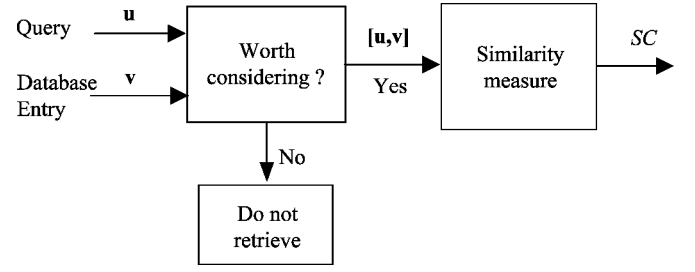 Query
u
Database
Entry
v
Worth
considering ?
[u,v]
Yes
Similarity
measure
SC
No
Do not
retrieve